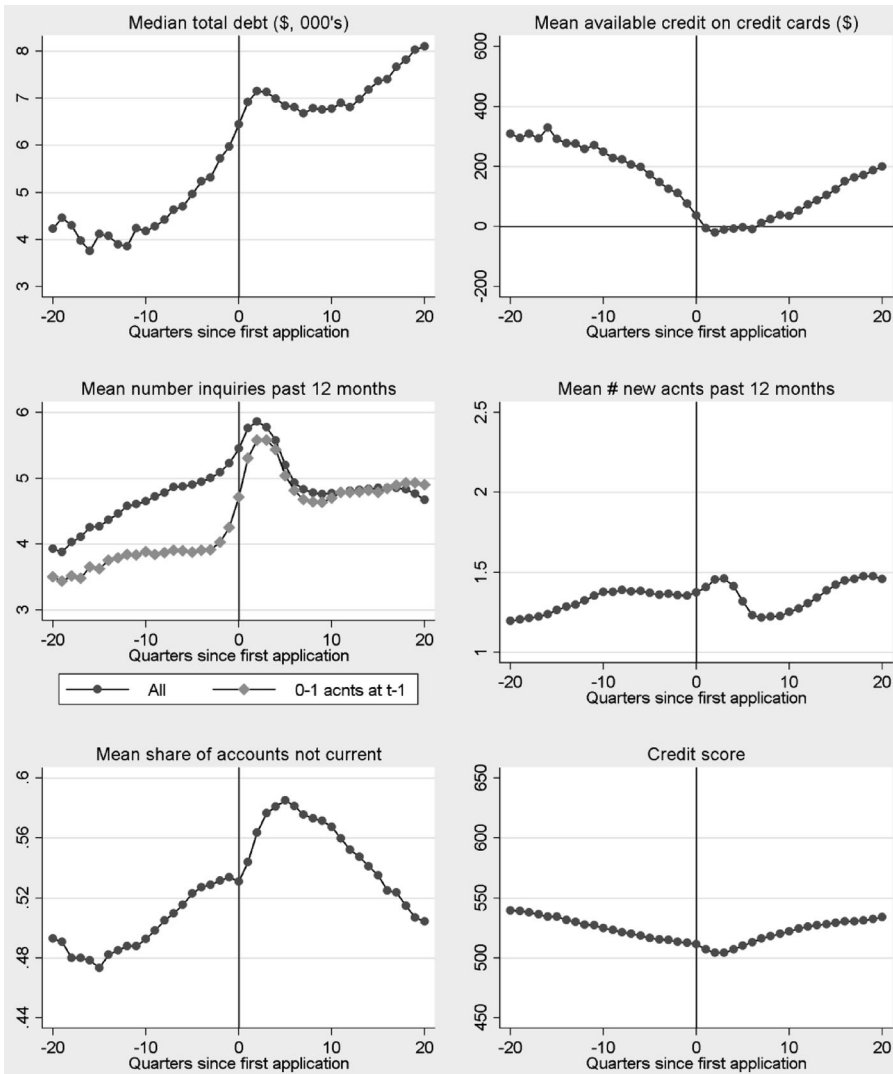 Median total debt ($, 000's)
8
7
6
5
4
3
-20 -10 0 10 20
Quarters since first application
Mean available credit on credit cards ($)
600
400
200
0
-200
-20 -10 0 10 20
Quarters since first application
Mean number inquiries past 12 months
6
5
4
3
-20 -10 0 10 20
Quarters since first application
All 0-1 acnts at t-1
Mean # new acnts past 12 months
2.5
2
1.5
1
-20 -10 0 10 20
Quarters since first application
Mean share of accounts not current
.6
.56
.52
.48
.44
-20 -10 0 10 20
Quarters since first application
Credit score
650
600
550
500
450
-20 -10 0 10 20
Quarters since first application